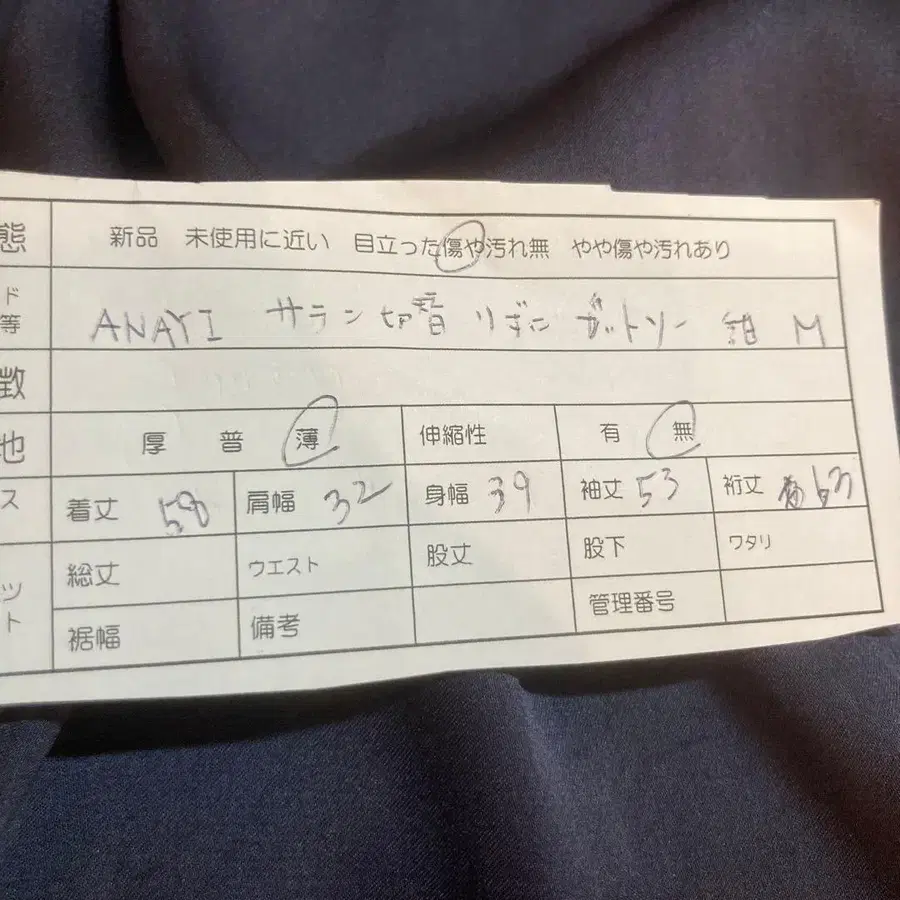 態 新品 未使用に近い 目立った傷や汚れ無 やや傷や汚れあり
ド等 ANAYI サテン切替 カットソー 紺 M
徴
地 厚 普 薄 伸縮性 有 無
ス 着丈 58 肩幅 32 身幅 39 袖丈 53 裄丈
総丈 ウエスト 股丈 股下 ワタリ
ット 裾幅 備考 管理番号